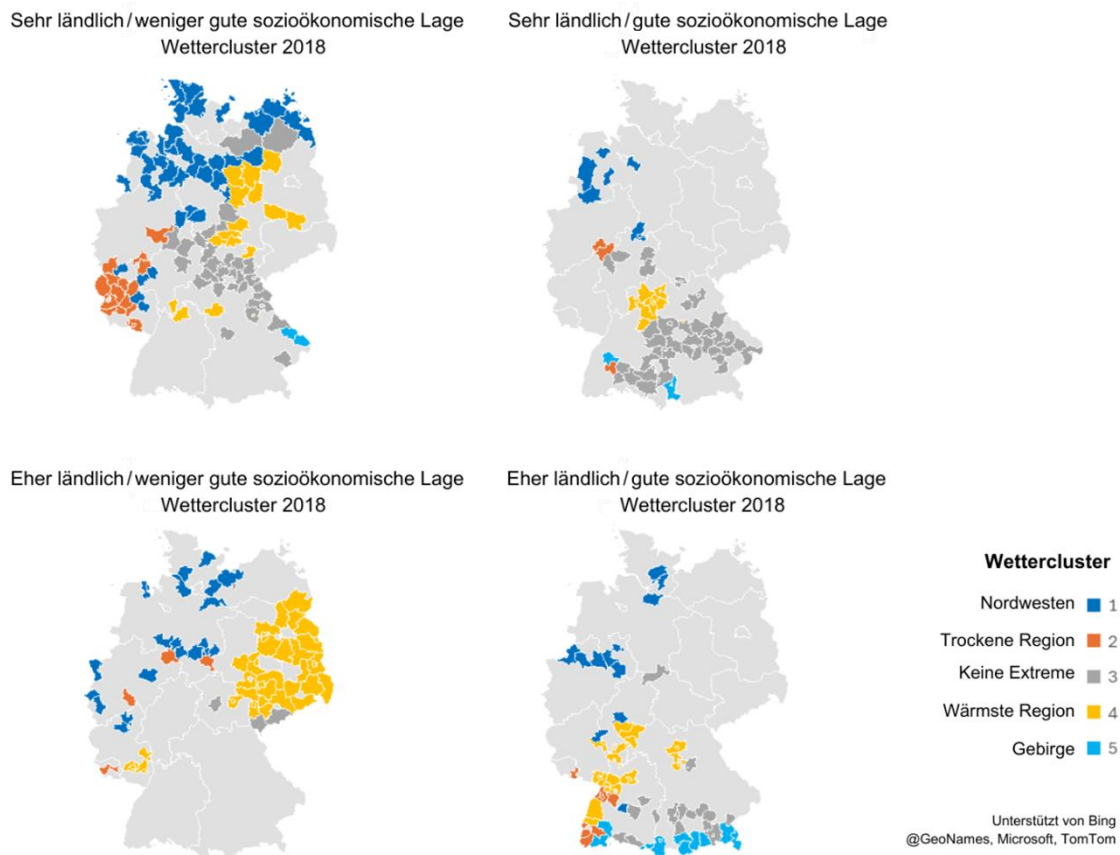 Sehr ländlich/weniger gute sozioökonomische Lage
Wettercluster 2018
Sehr ländlich/gute sozioökonomische Lage
Wettercluster 2018
Eher ländlich/weniger gute sozioökonomische Lage
Wettercluster 2018
Eher ländlich/gute sozioökonomische Lage
Wettercluster 2018
Wettercluster
Nordwesten 1
Trockene Region 2
Keine Extreme 3
Wärmste Region 4
Gebirge 5
Unterstützt von Bing
@GeoNames, Microsoft, TomTom